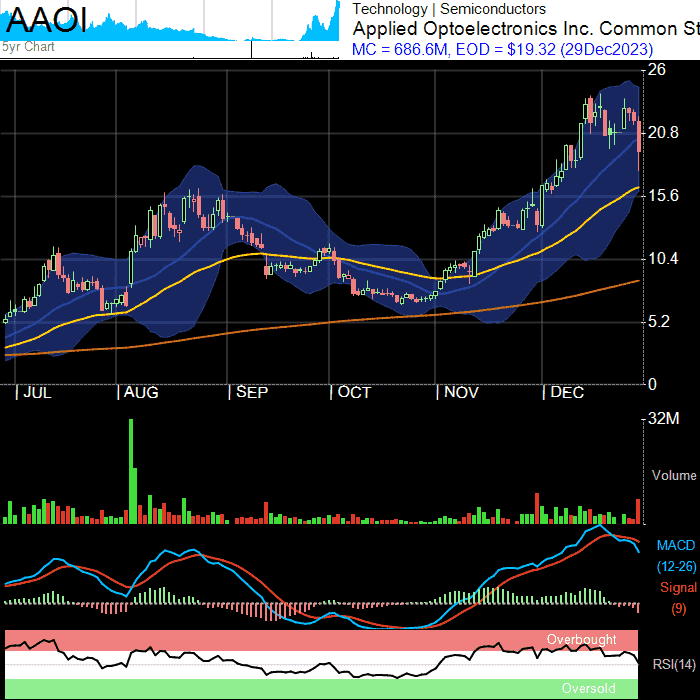 AAOI
5yr Chart
Technology | Semiconductors
Applied Optoelectronics Inc. Common St
MC = 686.6M, EOD = $19.32 (29Dec2023)
26
20.8
15.6
10.4
5.2
0
| JUL | AUG | SEP | OCT | NOV | DEC
32M
Volume
MACD
(12-26)
Signal
(9)
Overbought
RSI(14)
Oversold